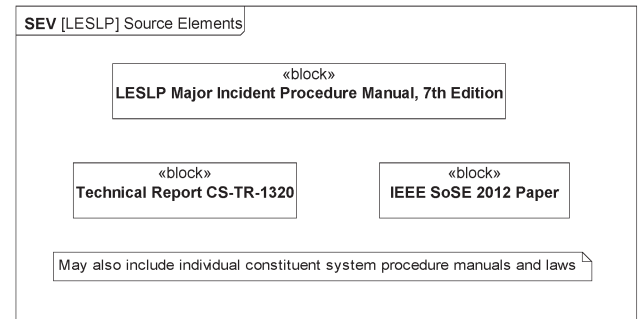 SEV [LESLP] Source Elements
«block»
LESLP Major Incident Procedure Manual, 7th Edition
«block»
Technical Report CS-TR-1320
«block»
IEEE SoSE 2012 Paper
May also include individual constituent system procedure manuals and laws